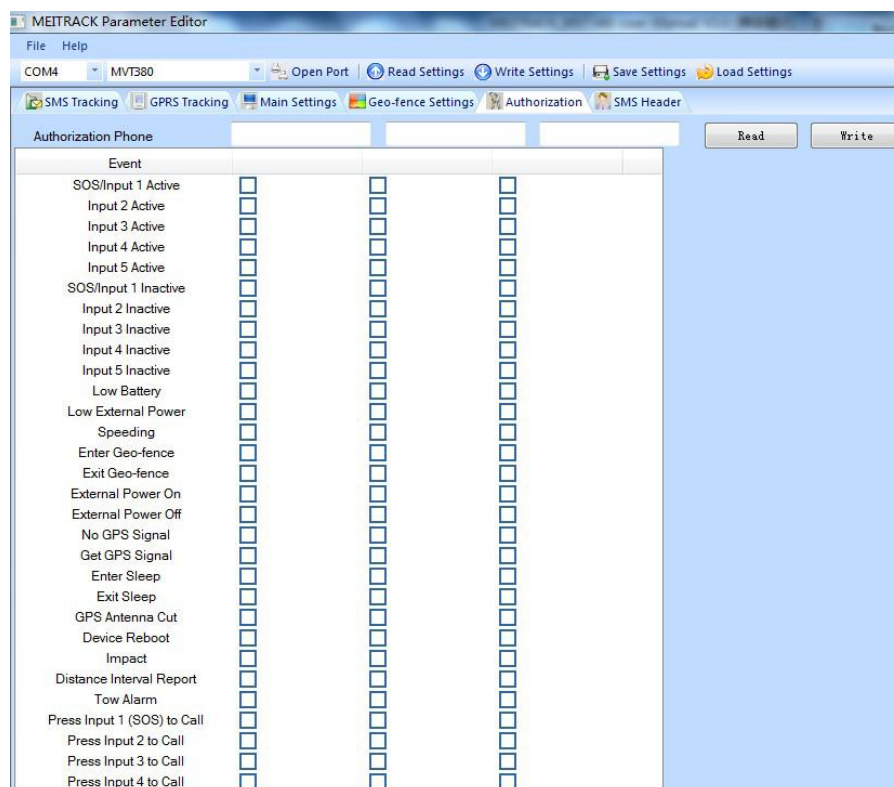 MEITRACK Parameter Editor
File Help
COM4 MVT380 Open Port Read Settings Write Settings Save Settings Load Settings
SMS Tracking GPRS Tracking Main Settings Geo-fence Settings Authorization SMS Header
Authorization Phone Read Write
Event
SOS/Input 1 Active
Input 2 Active
Input 3 Active
Input 4 Active
Input 5 Active
SOS/Input 1 Inactive
Input 2 Inactive
Input 3 Inactive
Input 4 Inactive
Input 5 Inactive
Low Battery
Low External Power
Speeding
Enter Geo-fence
Exit Geo-fence
External Power On
External Power Off
No GPS Signal
Get GPS Signal
Enter Sleep
Exit Sleep
GPS Antenna Cut
Device Reboot
Impact
Distance Interval Report
Tow Alarm
Press Input 1 (SOS) to Call
Press Input 2 to Call
Press Input 3 to Call
Press Input 4 to Call